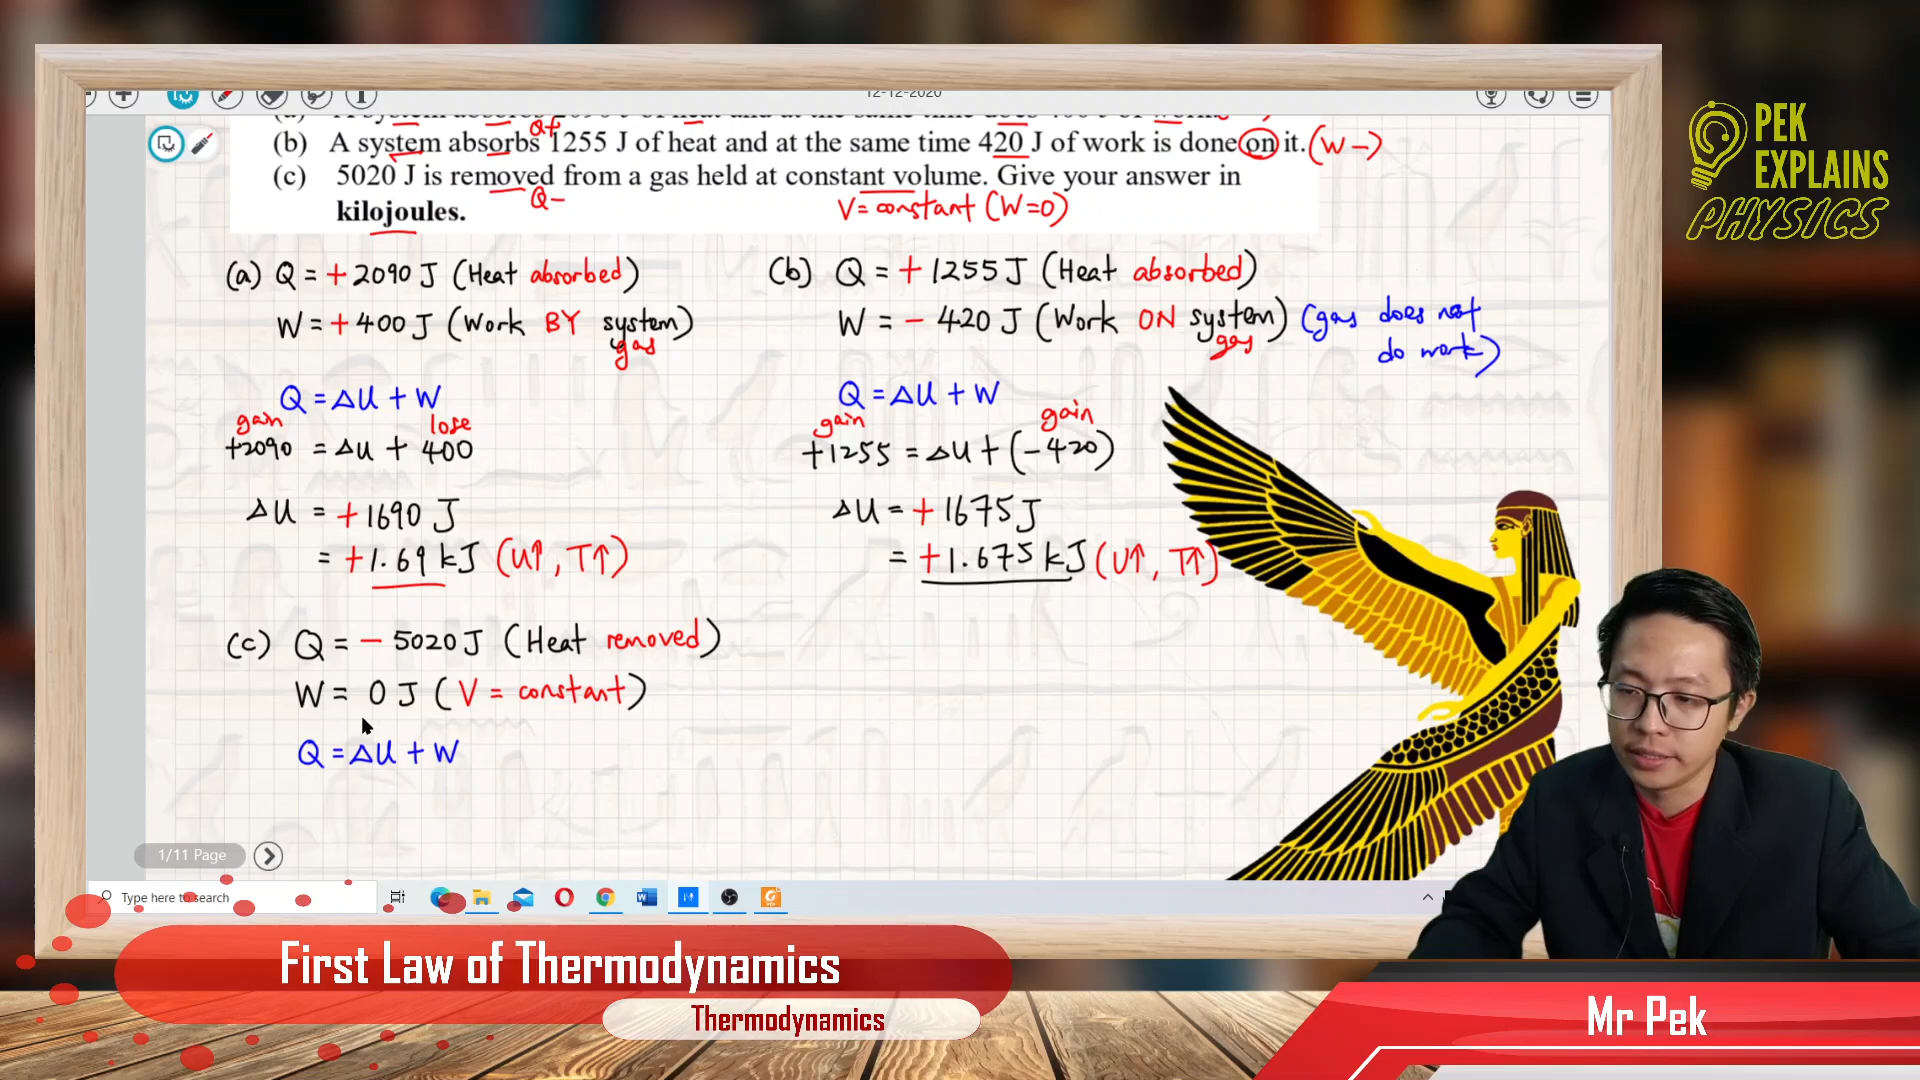 12-12-2020
(b) A system absorbs 1255 J of heat and at the same time 420 J of work is done on it. (W -)
Q+
(c) 5020 J is removed from a gas held at constant volume. Give your answer in
kilojoules.
Q-
V = constant (W=0)
(a) Q = + 2090 J (Heat absorbed)
W = + 400 J (Work BY system)
gas
Q = ΔU + W
gain lose
+2090 = ΔU + 400
ΔU = + 1690 J
= + 1.69 kJ (U↑, T↑)
(b) Q = + 1255 J (Heat absorbed)
W = - 420 J (Work ON system) (gas does not
do work)
gas
Q = ΔU + W
gain gain
+1255 = ΔU + (-420)
ΔU = + 1675 J
= + 1.675 kJ (U↑, T↑)
(c) Q = - 5020 J (Heat removed)
W = 0 J (V = constant)
Q = ΔU + W
1/11 Page
Type here to search
PEK
EXPLAINS
PHYSICS
First Law of Thermodynamics
Thermodynamics
Mr Pek